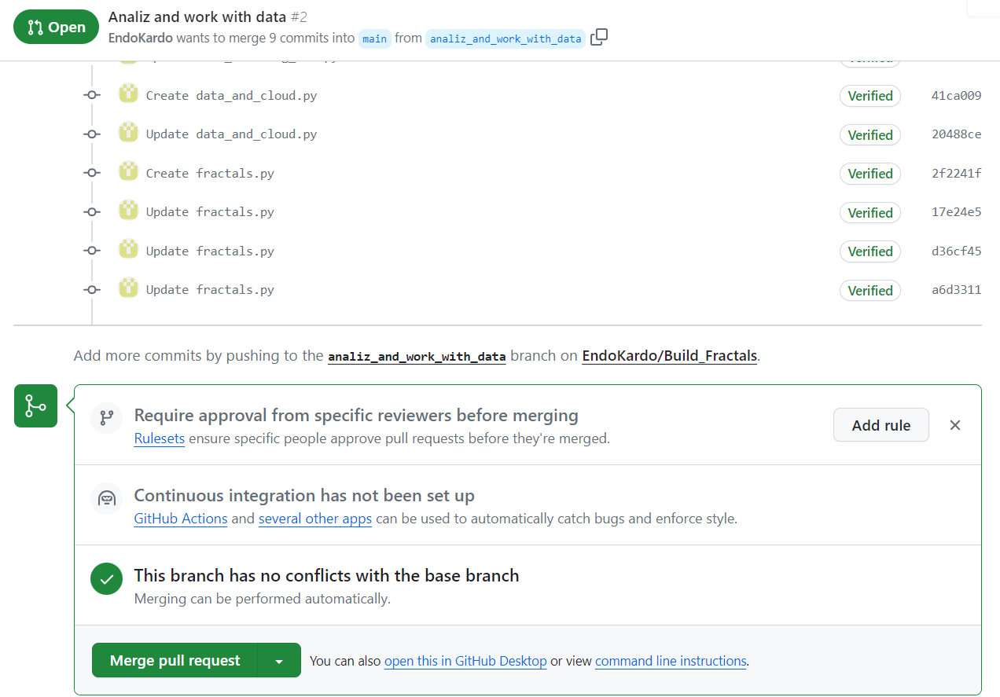 Open
Analiz and work with data #2
EndoKardo wants to merge 9 commits into main from analiz_and_work_with_data
Create data_and_cloud.py Verified 41ca009
Update data_and_cloud.py Verified 20488ce
Create fractals.py Verified 2f2241f
Update fractals.py Verified 17e24e5
Update fractals.py Verified d36cf45
Update fractals.py Verified a6d3311
Add more commits by pushing to the analiz_and_work_with_data branch on EndoKardo/Build_Fractals.
Require approval from specific reviewers before merging
Rulesets ensure specific people approve pull requests before they're merged.
Add rule
Continuous integration has not been set up
GitHub Actions and several other apps can be used to automatically catch bugs and enforce style.
This branch has no conflicts with the base branch
Merging can be performed automatically.
Merge pull request
You can also open this in GitHub Desktop or view command line instructions.